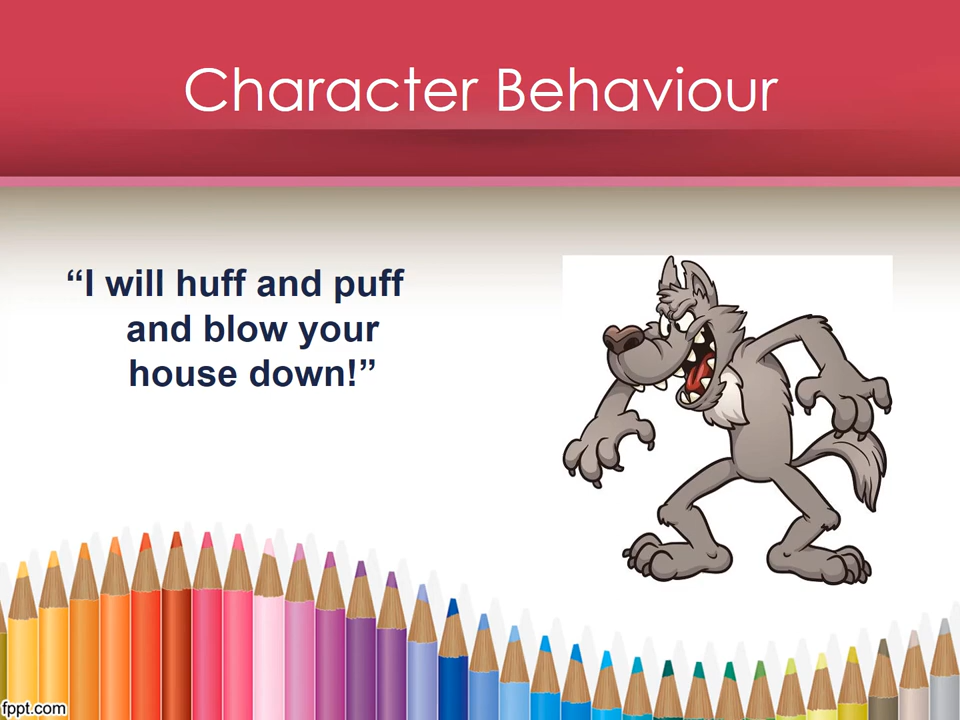 Character Behaviour
“I will huff and puff
and blow your
house down!”
fppt.com